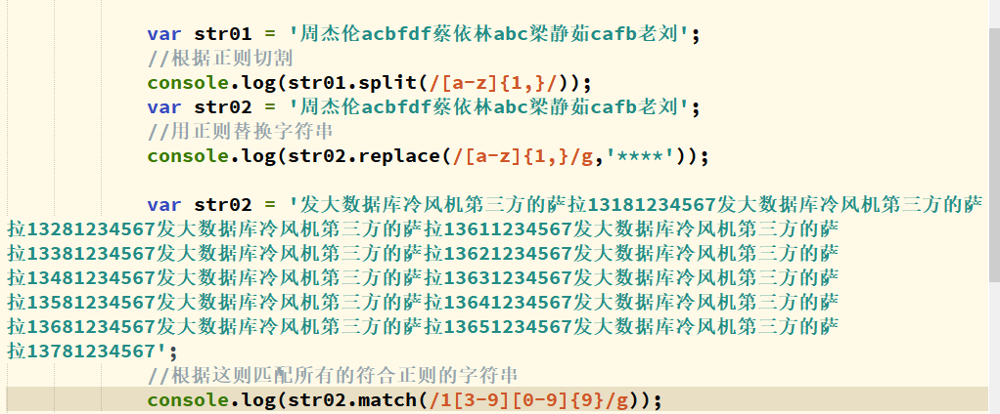 var str01 = '周杰伦acbfdf蔡依林abc梁静茹cafb老刘';
//根据正则切割
console.log(str01.split(/[a-z]{1,}/));
var str02 = '周杰伦acbfdf蔡依林abc梁静茹cafb老刘';
//用正则替换字符串
console.log(str02.replace(/[a-z]{1,}/g,'****'));
var str02 = '发大数据库冷风机第三方的萨拉13181234567发大数据库冷风机第三方的萨
拉13281234567发大数据库冷风机第三方的萨拉13611234567发大数据库冷风机第三方的萨
拉13381234567发大数据库冷风机第三方的萨拉13621234567发大数据库冷风机第三方的萨
拉13481234567发大数据库冷风机第三方的萨拉13631234567发大数据库冷风机第三方的萨
拉13581234567发大数据库冷风机第三方的萨拉13641234567发大数据库冷风机第三方的萨
拉13681234567发大数据库冷风机第三方的萨拉13651234567发大数据库冷风机第三方的萨
拉13781234567';
//根据这则匹配所有的符合正则的字符串
console.log(str02.match(/1[3-9][0-9]{9}/g));